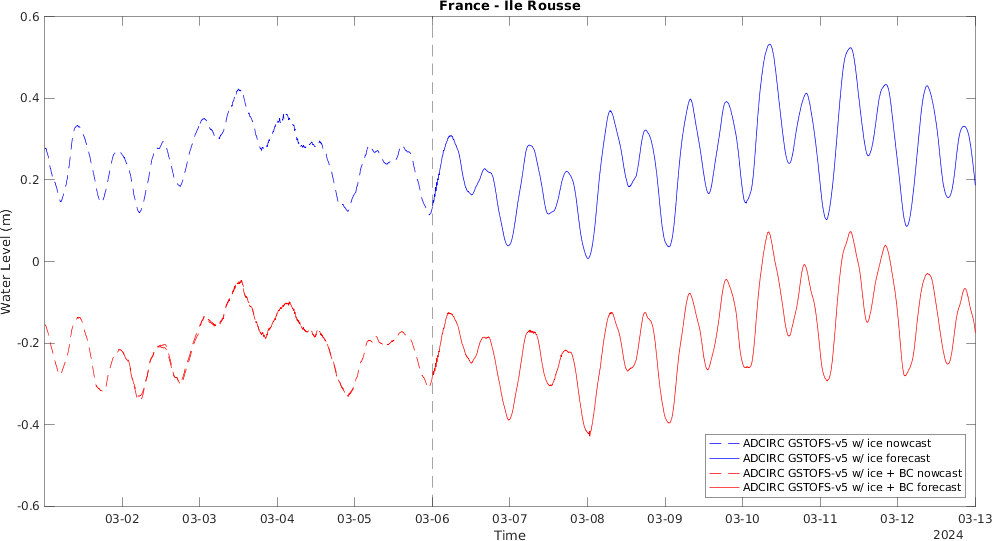 France - Ile Rousse
0.6
0.4
0.2
0
-0.2
-0.4
-0.6
Water Level (m)
03-02
03-03
03-04
03-05
03-06
03-07
03-08
03-09
03-10
03-11
03-12
03-13
Time
2024
ADCIRC GSTOFS-v5 w/ ice nowcast
ADCIRC GSTOFS-v5 w/ ice forecast
ADCIRC GSTOFS-v5 w/ ice + BC nowcast
ADCIRC GSTOFS-v5 w/ ice + BC forecast